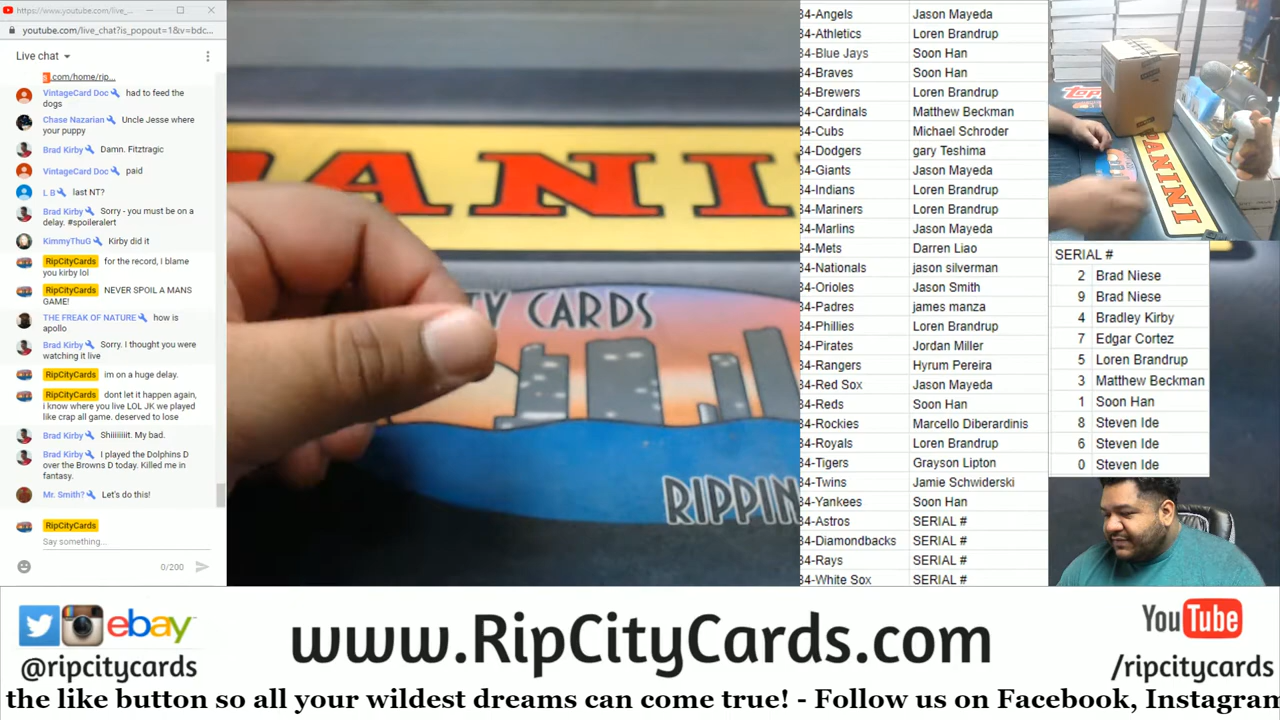 https://www.youtube.com/live_...
youtube.com/live_chat?is_popout=1&v=bdc...
Live chat
.com/home/rip...
VintageCard Doc had to feed the
dogs
Chase Nazarian Uncle Jesse where
your puppy
Brad Kirby Damn. Fitztragic
VintageCard Doc paid
L B last NT?
Brad Kirby Sorry - you must be on a
delay. #spoileralert
KimmyThuG Kirby did it
RipCityCards for the record, I blame
you kirby lol
RipCityCards NEVER SPOIL A MANS
GAME!
THE FREAK OF NATURE how is
apollo
Brad Kirby Sorry. I thought you were
watching it live
RipCityCards im on a huge delay.
RipCityCards dont let it happen again,
i know where you live LOL JK we played
like crap all game. deserved to lose
Brad Kirby Shiiiiiiit. My bad.
Brad Kirby I played the Dolphins D
over the Browns D today. Killed me in
fantasy.
Mr. Smith? Let's do this!
RipCityCards
Say something...
0/200
ANINI
TY CARDS
RIPPIN
34-Angels Jason Mayeda
34-Athletics Loren Brandrup
34-Blue Jays Soon Han
34-Braves Soon Han
34-Brewers Loren Brandrup
34-Cardinals Matthew Beckman
34-Cubs Michael Schroder
34-Dodgers gary Teshima
34-Giants Jason Mayeda
34-Indians Loren Brandrup
34-Mariners Loren Brandrup
34-Marlins Jason Mayeda
34-Mets Darren Liao
34-Nationals jason silverman
34-Orioles Jason Smith
34-Padres james manza
34-Phillies Loren Brandrup
34-Pirates Jordan Miller
34-Rangers Hyrum Pereira
34-Red Sox Jason Mayeda
34-Reds Soon Han
34-Rockies Marcello Diberardinis
34-Royals Loren Brandrup
34-Tigers Grayson Lipton
34-Twins Jamie Schwiderski
34-Yankees Soon Han
34-Astros SERIAL #
34-Diamondbacks SERIAL #
34-Rays SERIAL #
34-White Sox SERIAL #
topps
PANINI
SERIAL #
2 Brad Niese
9 Brad Niese
4 Bradley Kirby
7 Edgar Cortez
5 Loren Brandrup
3 Matthew Beckman
1 Soon Han
8 Steven Ide
6 Steven Ide
0 Steven Ide
ebay
@ripcitycards
www.RipCityCards.com
YouTube
/ripcitycards
the like button so all your wildest dreams can come true! - Follow us on Facebook, Instagram